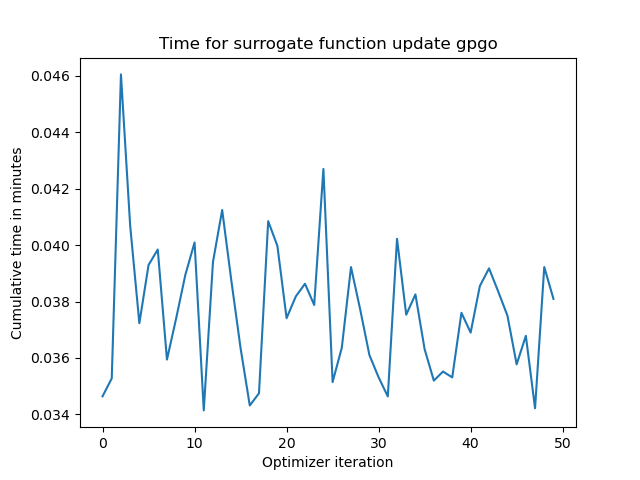 Time for surrogate function update gpgo
Cumulative time in minutes
0.046
0.044
0.042
0.040
0.038
0.036
0.034
0 10 20 30 40 50
Optimizer iteration